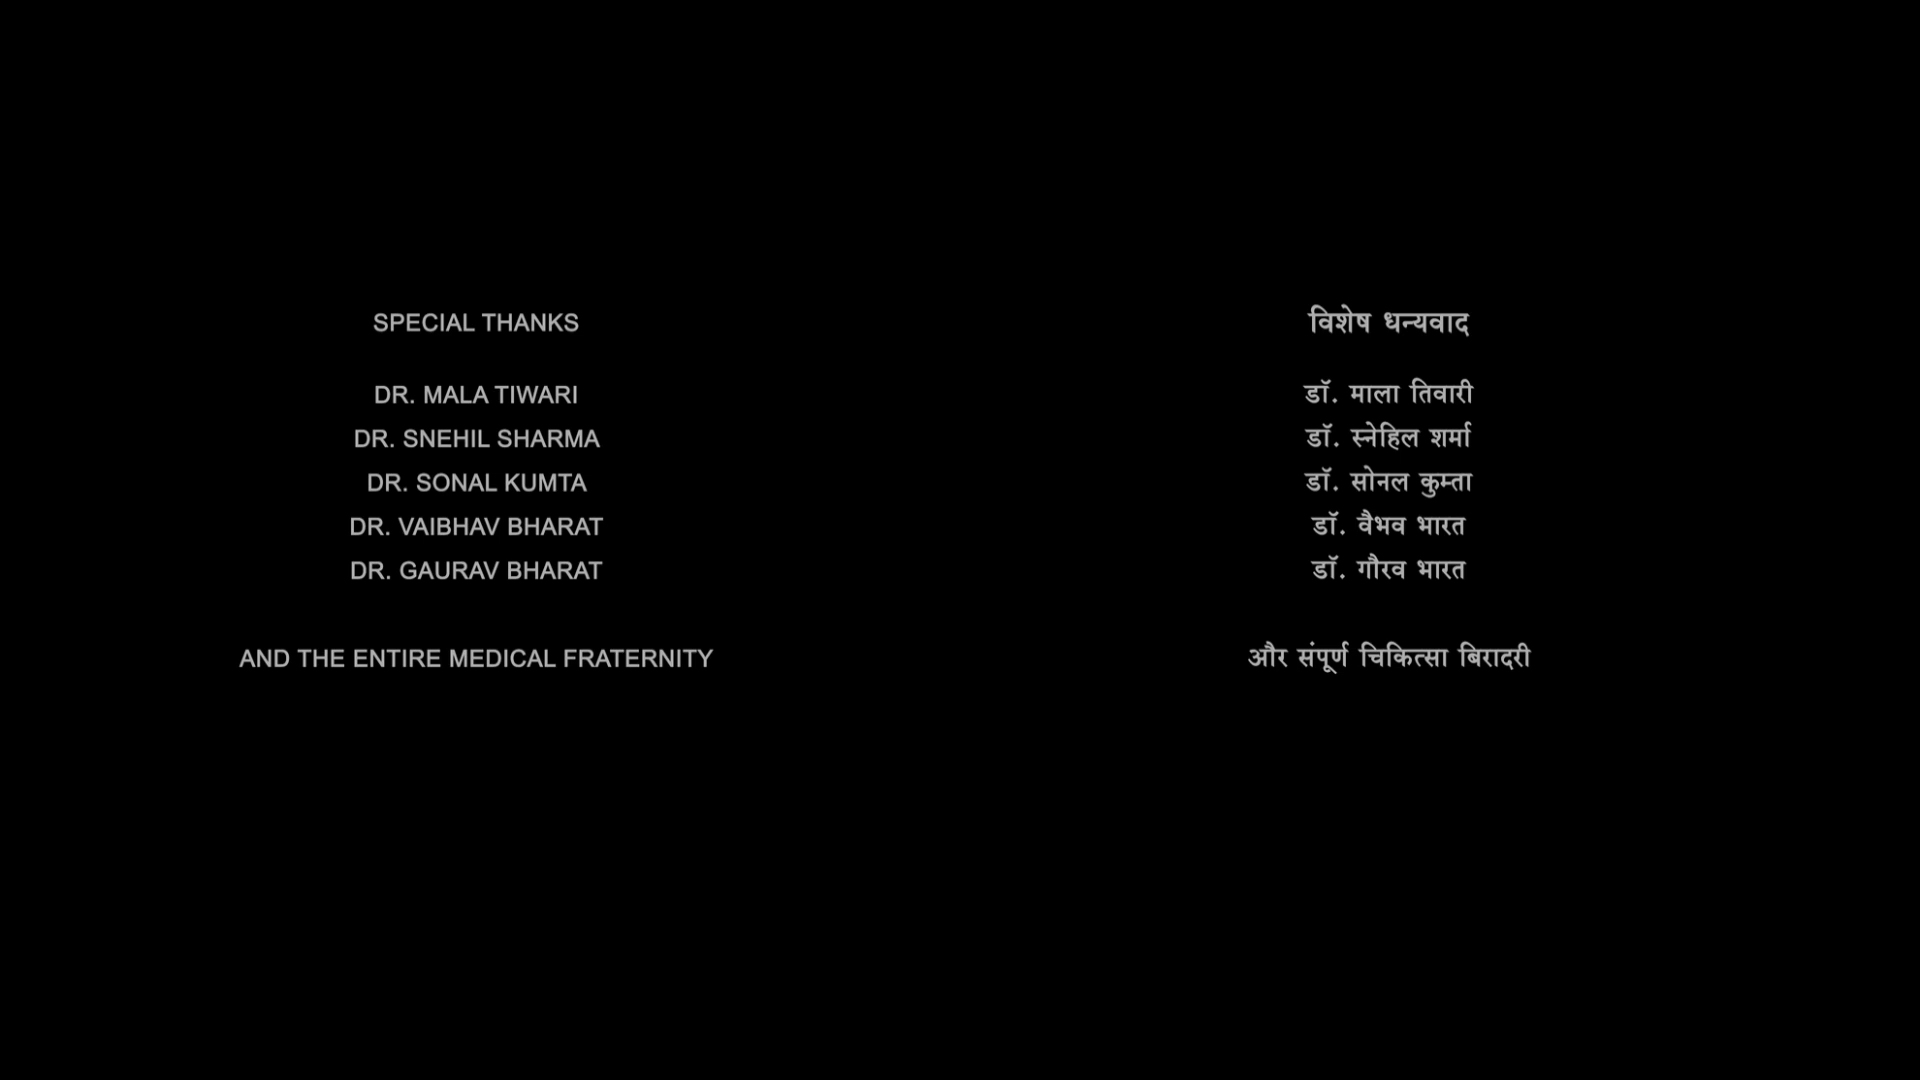 SPECIAL THANKS
DR. MALA TIWARI
DR. SNEHIL SHARMA
DR. SONAL KUMTA
DR. VAIBHAV BHARAT
DR. GAURAV BHARAT
AND THE ENTIRE MEDICAL FRATERNITY
विशेष धन्यवाद
डॉ. माला तिवारी
डॉ. स्नेहिल शर्मा
डॉ. सोनल कुम्ता
डॉ. वैभव भारत
डॉ. गौरव भारत
और संपूर्ण चिकित्सा बिरादरी